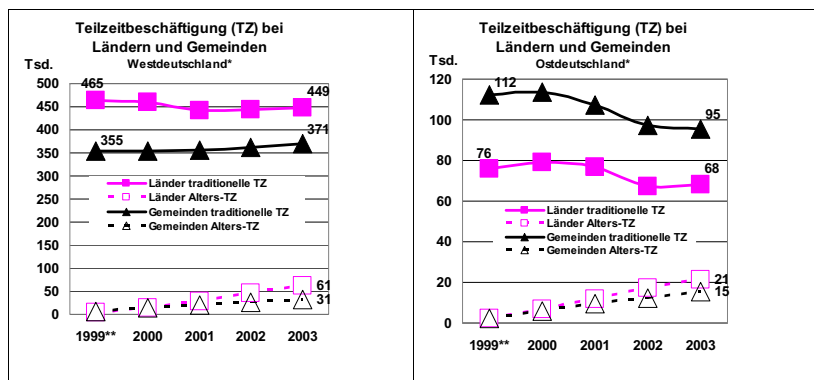 Teilzeitbeschäftigung (TZ) bei
Ländern und Gemeinden
Westdeutschland*
Tsd.
500
450
400
350
300
250
200
150
100
50
0
465
449
355
371
Länder traditionelle TZ
Länder Alters-TZ
Gemeinden traditionelle TZ
Gemeinden Alters-TZ
61
31
1999** 2000 2001 2002 2003
Teilzeitbeschäftigung (TZ) bei
Ländern und Gemeinden
Ostdeutschland*
Tsd.
120
100
80
60
40
20
0
112
95
76
68
Länder traditionelle TZ
Länder Alters-TZ
Gemeinden traditionelle TZ
Gemeinden Alters-TZ
21
15
1999** 2000 2001 2002 2003